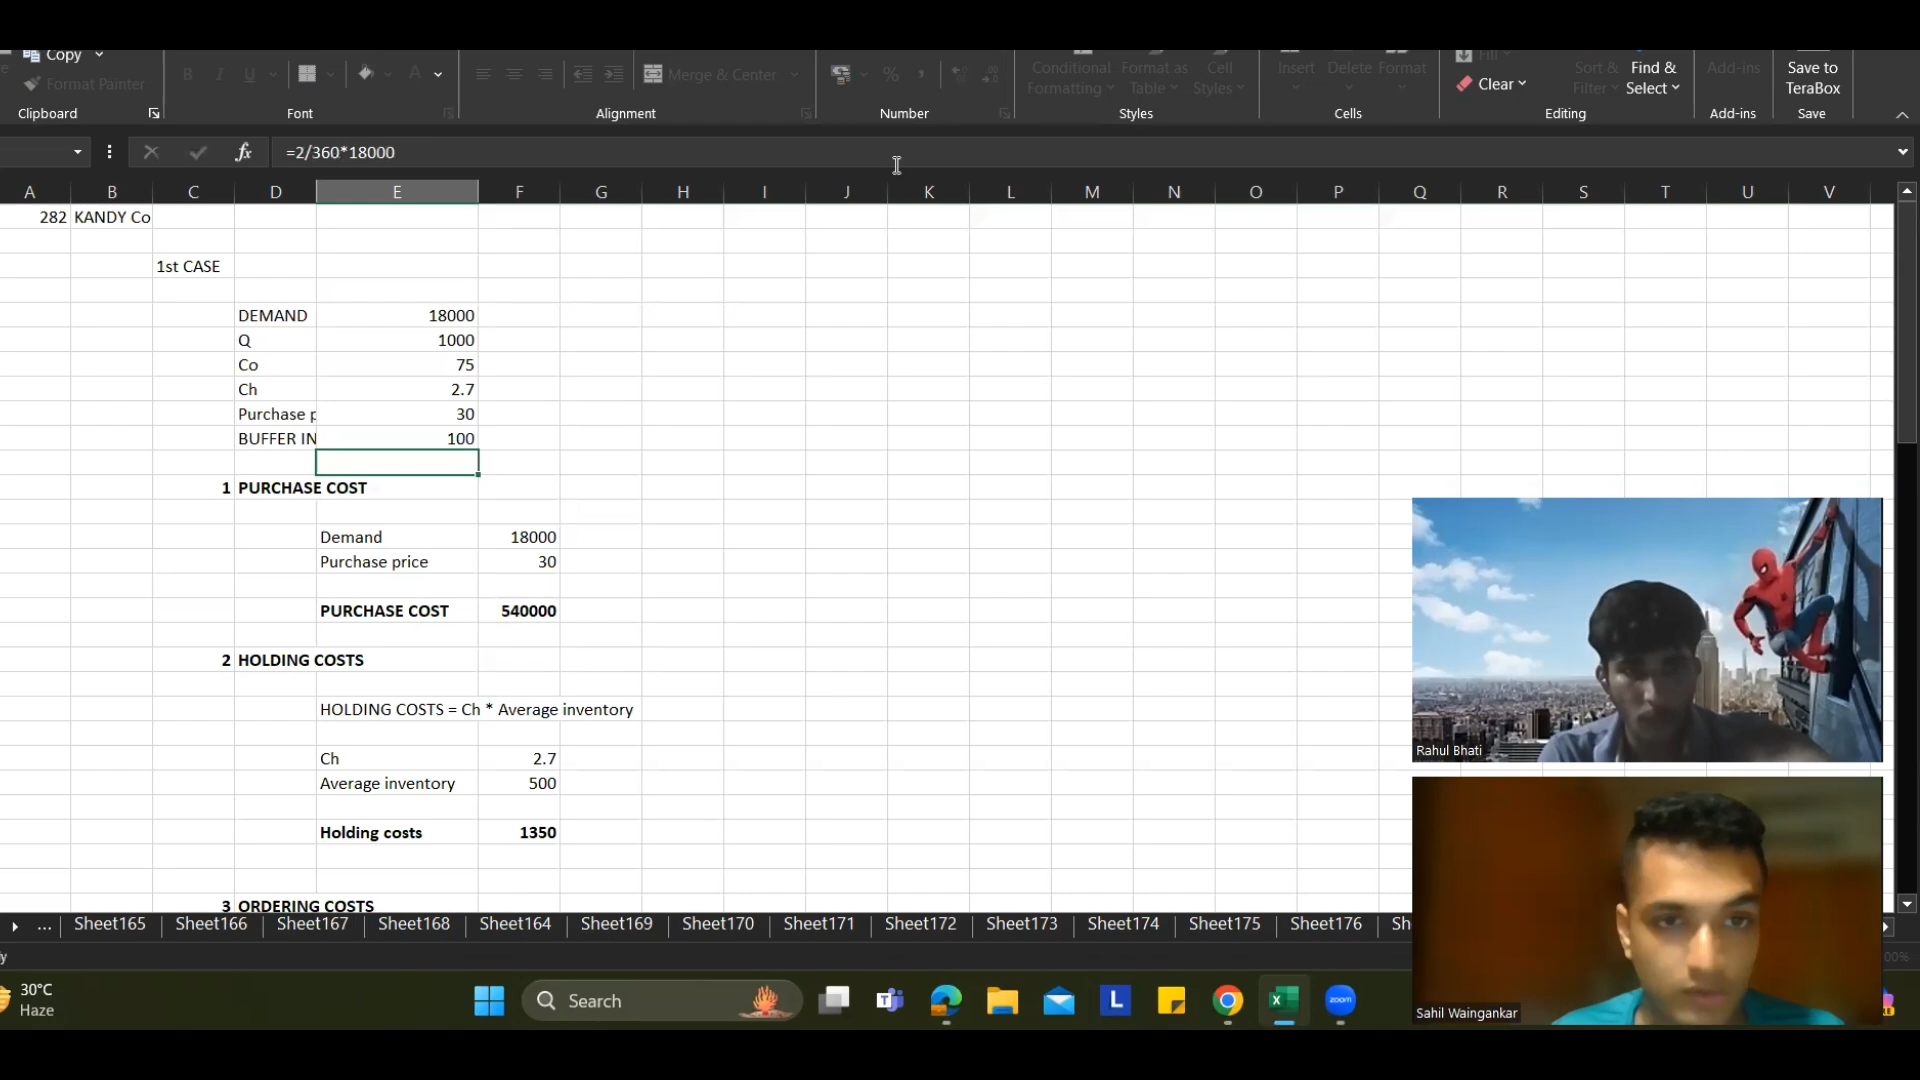 Copy
Format Painter
B I U A
Merge & Center
%
Conditional Formatting
Format as Table
Cell Styles
Insert
Delete
Format
Fill
Clear
Sort & Filter
Find & Select
Add-ins
Save to TeraBox
Clipboard
Font
Alignment
Number
Styles
Cells
Editing
Add-ins
Save
fx =2/360*18000
A B C D E F G H I J K L M N O P Q R S T U V
282 KANDY Co
1st CASE
DEMAND 18000
Q 1000
Co 75
Ch 2.7
Purchase p 30
BUFFER IN 100
1 PURCHASE COST
Demand 18000
Purchase price 30
PURCHASE COST 540000
2 HOLDING COSTS
HOLDING COSTS = Ch * Average inventory
Ch 2.7
Average inventory 500
Holding costs 1350
3 ORDERING COSTS
Rahul Bhati
Sahil Waingankar
... Sheet165 Sheet166 Sheet167 Sheet168 Sheet164 Sheet169 Sheet170 Sheet171 Sheet172 Sheet173 Sheet174 Sheet175 Sheet176 Sh
30°C
Haze
Search
L
zoom